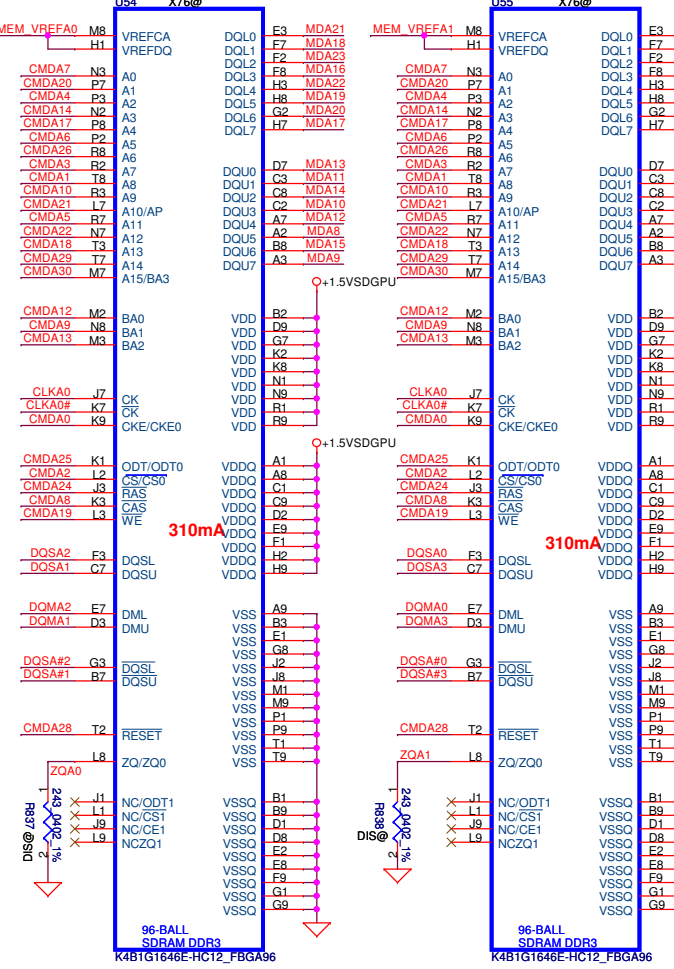 U54 X76@
MEM_VREFA0 M8 VREFCA DQL0 E3 MDA21
H1 VREFDQ DQL1 F7 MDA18
DQL2 F2 MDA23
CMDA7 N3 A0 DQL3 F8 MDA16
CMDA20 P7 A1 DQL4 H3 MDA22
CMDA4 P3 A2 DQL5 H8 MDA19
CMDA14 N2 A3 DQL6 G2 MDA20
CMDA17 P8 A4 DQL7 H7 MDA17
CMDA6 P2 A5
CMDA26 R8 A6
CMDA3 R2 A7 DQU0 D7 MDA13
CMDA1 T8 A8 DQU1 C3 MDA11
CMDA10 R3 A9 DQU2 C8 MDA14
CMDA21 L7 A10/AP DQU3 C2 MDA10
CMDA5 R7 A11 DQU4 A7 MDA12
CMDA22 N7 A12 DQU5 A2 MDA8
CMDA18 T3 A13 DQU6 B8 MDA15
CMDA29 T7 A14 DQU7 A3 MDA9
CMDA30 M7 A15/BA3
+1.5VSDGPU
CMDA12 M2 BA0 VDD B2
CMDA9 N8 BA1 VDD D9
CMDA13 M3 BA2 VDD G7
VDD K2
VDD K8
VDD N1
CLKA0 J7 CK VDD N9
CLKA0# K7 CK VDD R1
CMDA0 K9 CKE/CKE0 VDD R9
+1.5VSDGPU
CMDA25 K1 ODT/ODT0 VDDQ A1
CMDA2 L2 CS/CS0 VDDQ A8
CMDA24 J3 RAS VDDQ C1
CMDA8 K3 CAS VDDQ C9
CMDA19 L3 WE VDDQ D2
310mA VDDQ E9
VDDQ F1
DQSA2 F3 DQSL VDDQ H2
DQSA1 C7 DQSU VDDQ H9
DQMA2 E7 DML VSS A9
DQMA1 D3 DMU VSS B3
VSS E1
VSS G8
DQSA#2 G3 DQSL VSS J2
DQSA#1 B7 DQSU VSS J8
VSS M1
VSS M9
VSS P1
CMDA28 T2 RESET VSS P9
VSS T1
L8 ZQ/ZQ0 VSS T9
ZQA0
J1 NC/ODT1 VSSQ B1
L1 NC/CS1 VSSQ B9
J9 NC/CE1 VSSQ D1
L9 NCZQ1 VSSQ D8
VSSQ E2
VSSQ E8
VSSQ F9
VSSQ G1
VSSQ G9
1
243_0402_1%
R837
DIS@
2
96-BALL
SDRAM DDR3
K4B1G1646E-HC12_FBGA96
U55 X76@
MEM_VREFA1 M8 VREFCA DQL0 E3
H1 VREFDQ DQL1 F7
DQL2 F2
CMDA7 N3 A0 DQL3 F8
CMDA20 P7 A1 DQL4 H3
CMDA4 P3 A2 DQL5 H8
CMDA14 N2 A3 DQL6 G2
CMDA17 P8 A4 DQL7 H7
CMDA6 P2 A5
CMDA26 R8 A6
CMDA3 R2 A7 DQU0 D7
CMDA1 T8 A8 DQU1 C3
CMDA10 R3 A9 DQU2 C8
CMDA21 L7 A10/AP DQU3 C2
CMDA5 R7 A11 DQU4 A7
CMDA22 N7 A12 DQU5 A2
CMDA18 T3 A13 DQU6 B8
CMDA29 T7 A14 DQU7 A3
CMDA30 M7 A15/BA3
CMDA12 M2 BA0 VDD B2
CMDA9 N8 BA1 VDD D9
CMDA13 M3 BA2 VDD G7
VDD K2
VDD K8
VDD N1
CLKA0 J7 CK VDD N9
CLKA0# K7 CK VDD R1
CMDA0 K9 CKE/CKE0 VDD R9
CMDA25 K1 ODT/ODT0 VDDQ A1
CMDA2 L2 CS/CS0 VDDQ A8
CMDA24 J3 RAS VDDQ C1
CMDA8 K3 CAS VDDQ C9
CMDA19 L3 WE VDDQ D2
VDDQ E9
310mA VDDQ F1
DQSA0 F3 DQSL VDDQ H2
DQSA3 C7 DQSU VDDQ H9
DQMA0 E7 DML VSS A9
DQMA3 D3 DMU VSS B3
VSS E1
VSS G8
DQSA#0 G3 DQSL VSS J2
DQSA#3 B7 DQSU VSS J8
VSS M1
VSS M9
VSS P1
CMDA28 T2 RESET VSS P9
VSS T1
ZQA1 L8 ZQ/ZQ0 VSS T9
J1 NC/ODT1 VSSQ B1
L1 NC/CS1 VSSQ B9
J9 NC/CE1 VSSQ D1
L9 NCZQ1 VSSQ D8
VSSQ E2
VSSQ E8
VSSQ F9
VSSQ G1
VSSQ G9
1
243_0402_1%
R838
DIS@
2
96-BALL
SDRAM DDR3
K4B1G1646E-HC12_FBGA96